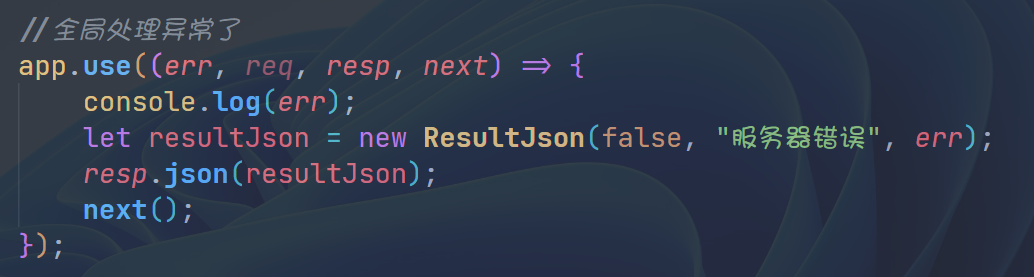 //全局处理异常了
app.use((err, req, resp, next) => {
    console.log(err);
    let resultJson = new ResultJson(false, "服务器错误", err);
    resp.json(resultJson);
    next();
});